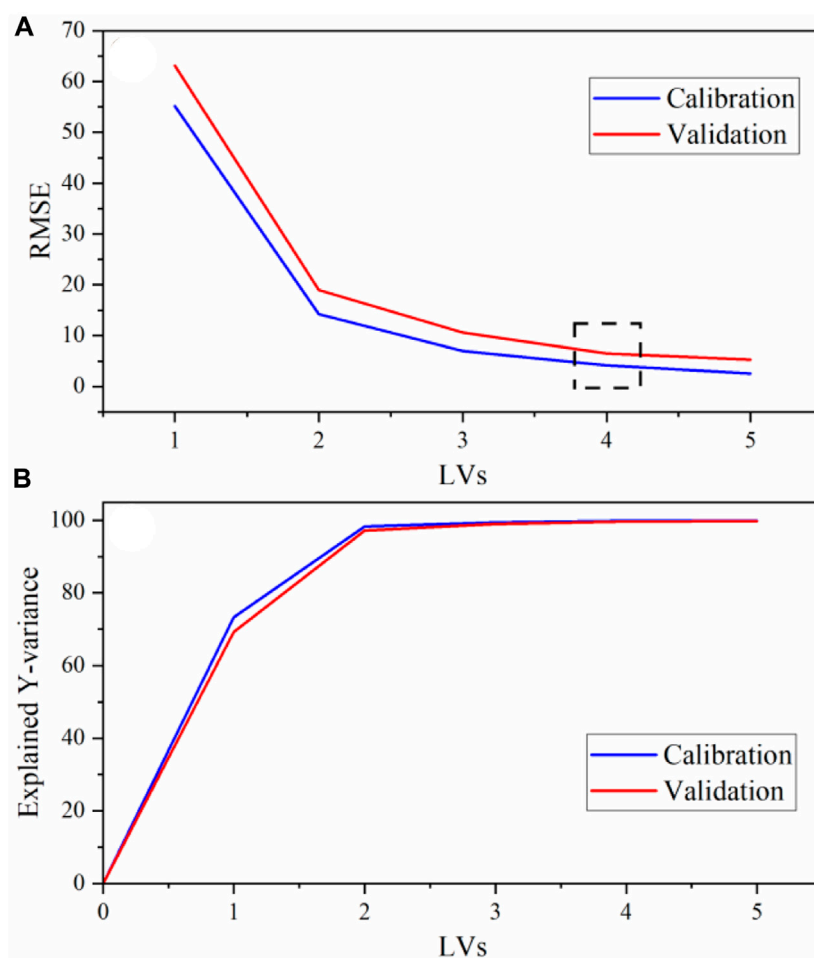 A
70
60
50
40
30
20
10
0
RMSE
Calibration
Validation
1 2 3 4 5
LVs
B
100
80
60
40
20
0
Explained Y-variance
Calibration
Validation
0 1 2 3 4 5
LVs